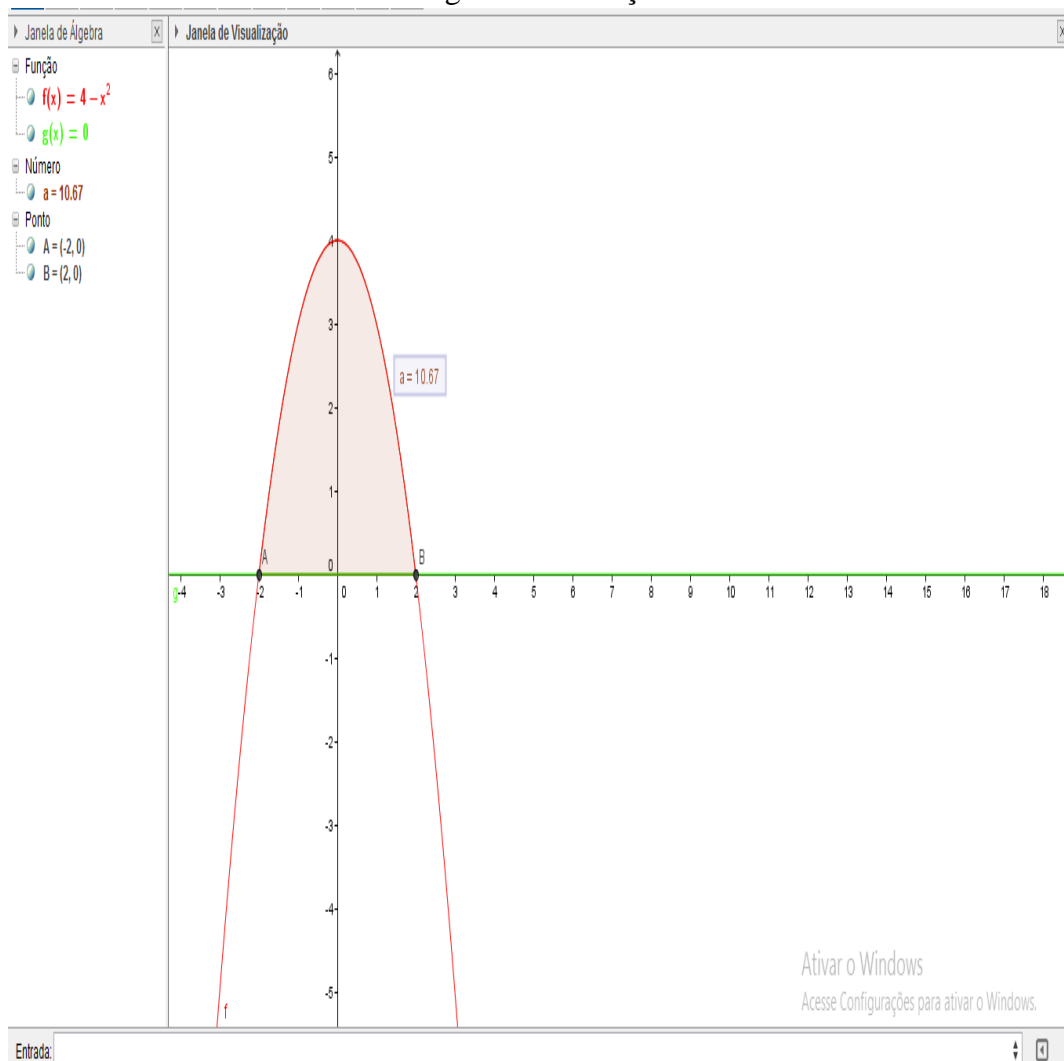 Janela de Álgebra
Janela de Visualização
Função
f(x) = 4 – x²
g(x) = 0
Número
a = 10.67
Ponto
A = (-2, 0)
B = (2, 0)
6
5
4
3
2
1
0
-1
-2
-3
-4
-5
a = 10.67
A
B
g
-4 -3 -2 -1 0 1 2 3 4 5 6 7 8 9 10 11 12 13 14 15 16 17 18
f
Ativar o Windows
Acesse Configurações para ativar o Windows.
Entrada: